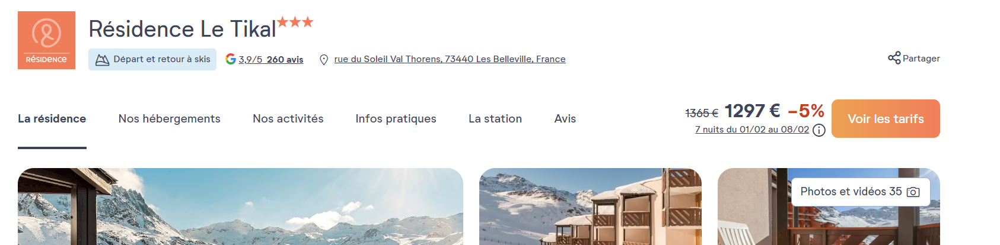 Résidence Le Tikal
RÉSIDENCE
Départ et retour à skis
3,9/5 260 avis
rue du Soleil Val Thorens, 73440 Les Belleville, France
Partager
La résidence
Nos hébergements
Nos activités
Infos pratiques
La station
Avis
1365 € 1297 € -5%
7 nuits du 01/02 au 08/02
Voir les tarifs
Photos et vidéos 35